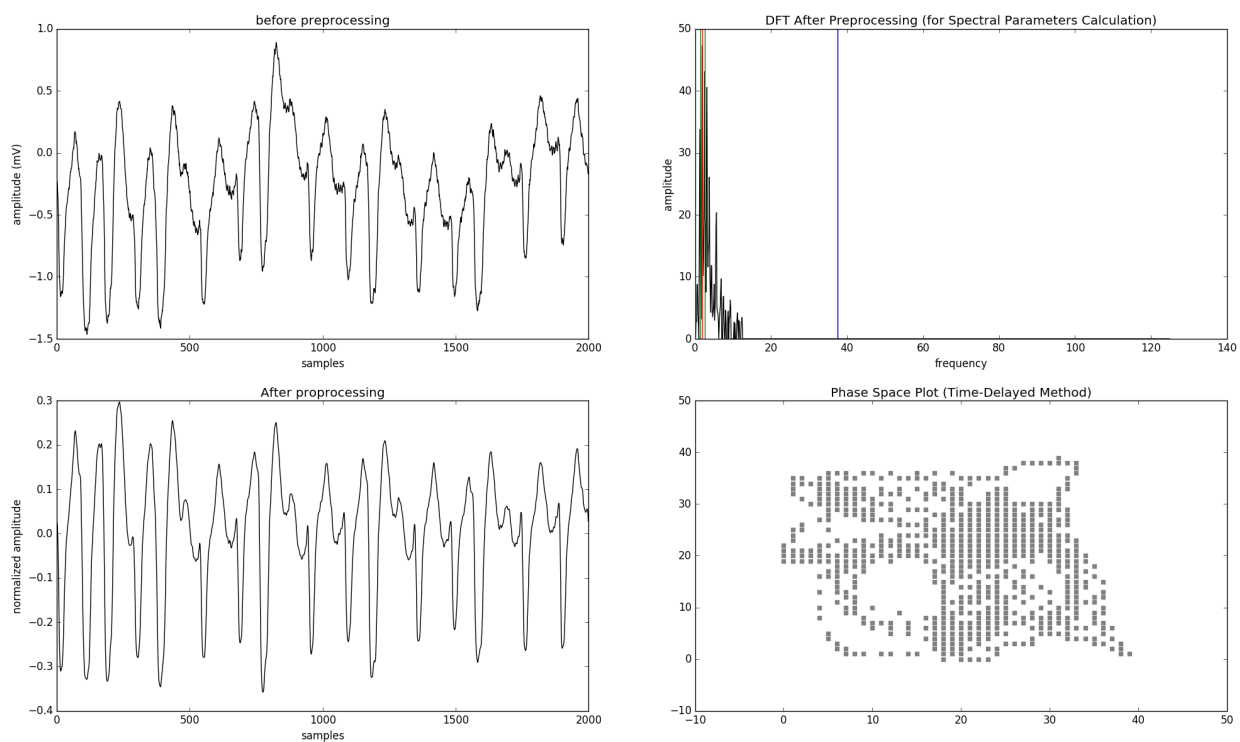 before preprocessing
1.0
0.5
0.0
−0.5
−1.0
−1.5
amplitude (mV)
0 500 1000 1500 2000
samples
DFT After Preprocessing (for Spectral Parameters Calculation)
50
40
30
20
10
0
amplitude
0 20 40 60 80 100 120 140
frequency
After proprocessing
0.3
0.2
0.1
0.0
−0.1
−0.2
−0.3
−0.4
normalized amplitude
0 500 1000 1500 2000
samples
Phase Space Plot (Time-Delayed Method)
50
40
30
20
10
0
−10
−10 0 10 20 30 40 50